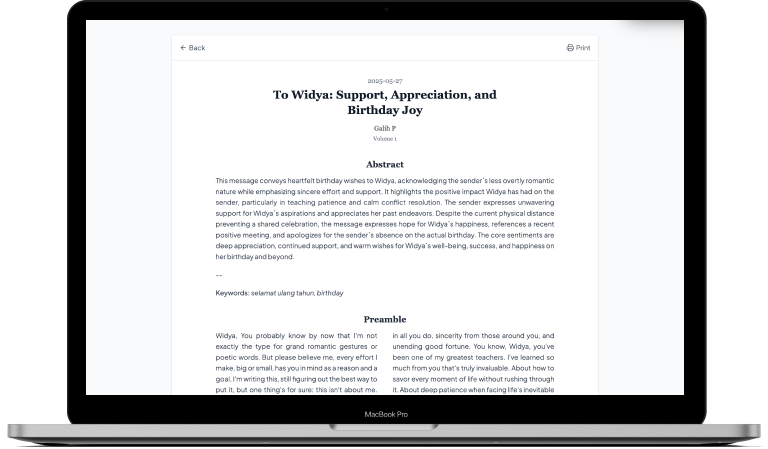 Back
Print
2025-05-27
To Widya: Support, Appreciation, and
Birthday Joy
Galih P
Volume 1
Abstract
This message conveys heartfelt birthday wishes to Widya, acknowledging the sender`s less overtly romantic
nature while emphasizing sincere effort and support. It highlights the positive impact Widya has had on the
sender, particularly in teaching patience and calm conflict resolution. The sender expresses unwavering
support for Widya`s aspirations and appreciates her past endeavors. Despite the current physical distance
preventing a shared celebration, the message expresses hope for Widya`s happiness, references a recent
positive meeting, and apologizes for the sender`s absence on the actual birthday. The core sentiments are
deep appreciation, continued support, and warm wishes for Widya`s well-being, success, and happiness on
her birthday and beyond.
--
Keywords: selamat ulang tahun, birthday
Preamble
Widya, You probably know by now that I'm not
exactly the type for grand romantic gestures or
poetic words. But please believe me, every effort I
make, big or small, has you in mind as a reason and a
goal. I'm writing this, still figuring out the best way to
put it, but one thing's for sure: this isn't about me.
in all you do, sincerity from those around you, and
unending good fortune. You know, Widya, you've
been one of my greatest teachers. I've learned so
much from you that's truly invaluable. About how to
savor every moment of life without rushing through
it. About deep patience when facing life's inevitable
MacBook Pro